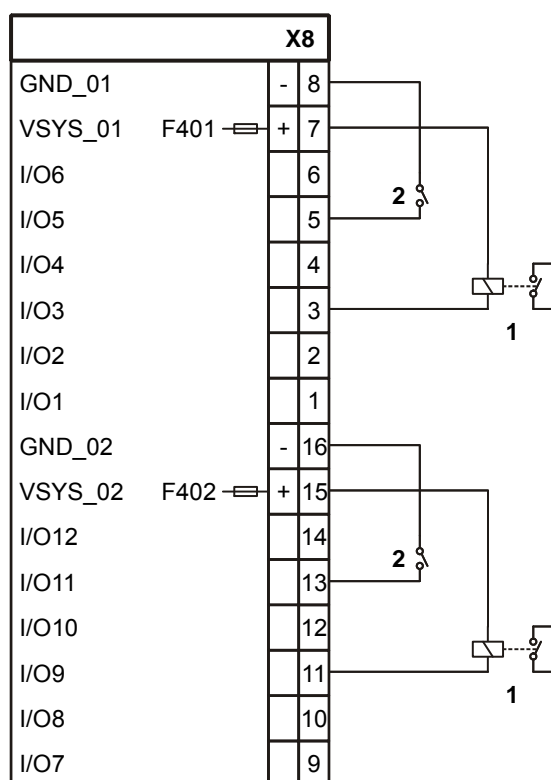 X8
GND_01 - 8
VSYS_01 F401 + 7
I/O6 6
2
I/O5 5
I/O4 4
I/O3 3
1
I/O2 2
I/O1 1
GND_02 - 16
VSYS_02 F402 + 15
I/O12 14
2
I/O11 13
I/O10 12
I/O9 11
1
I/O8 10
I/O7 9